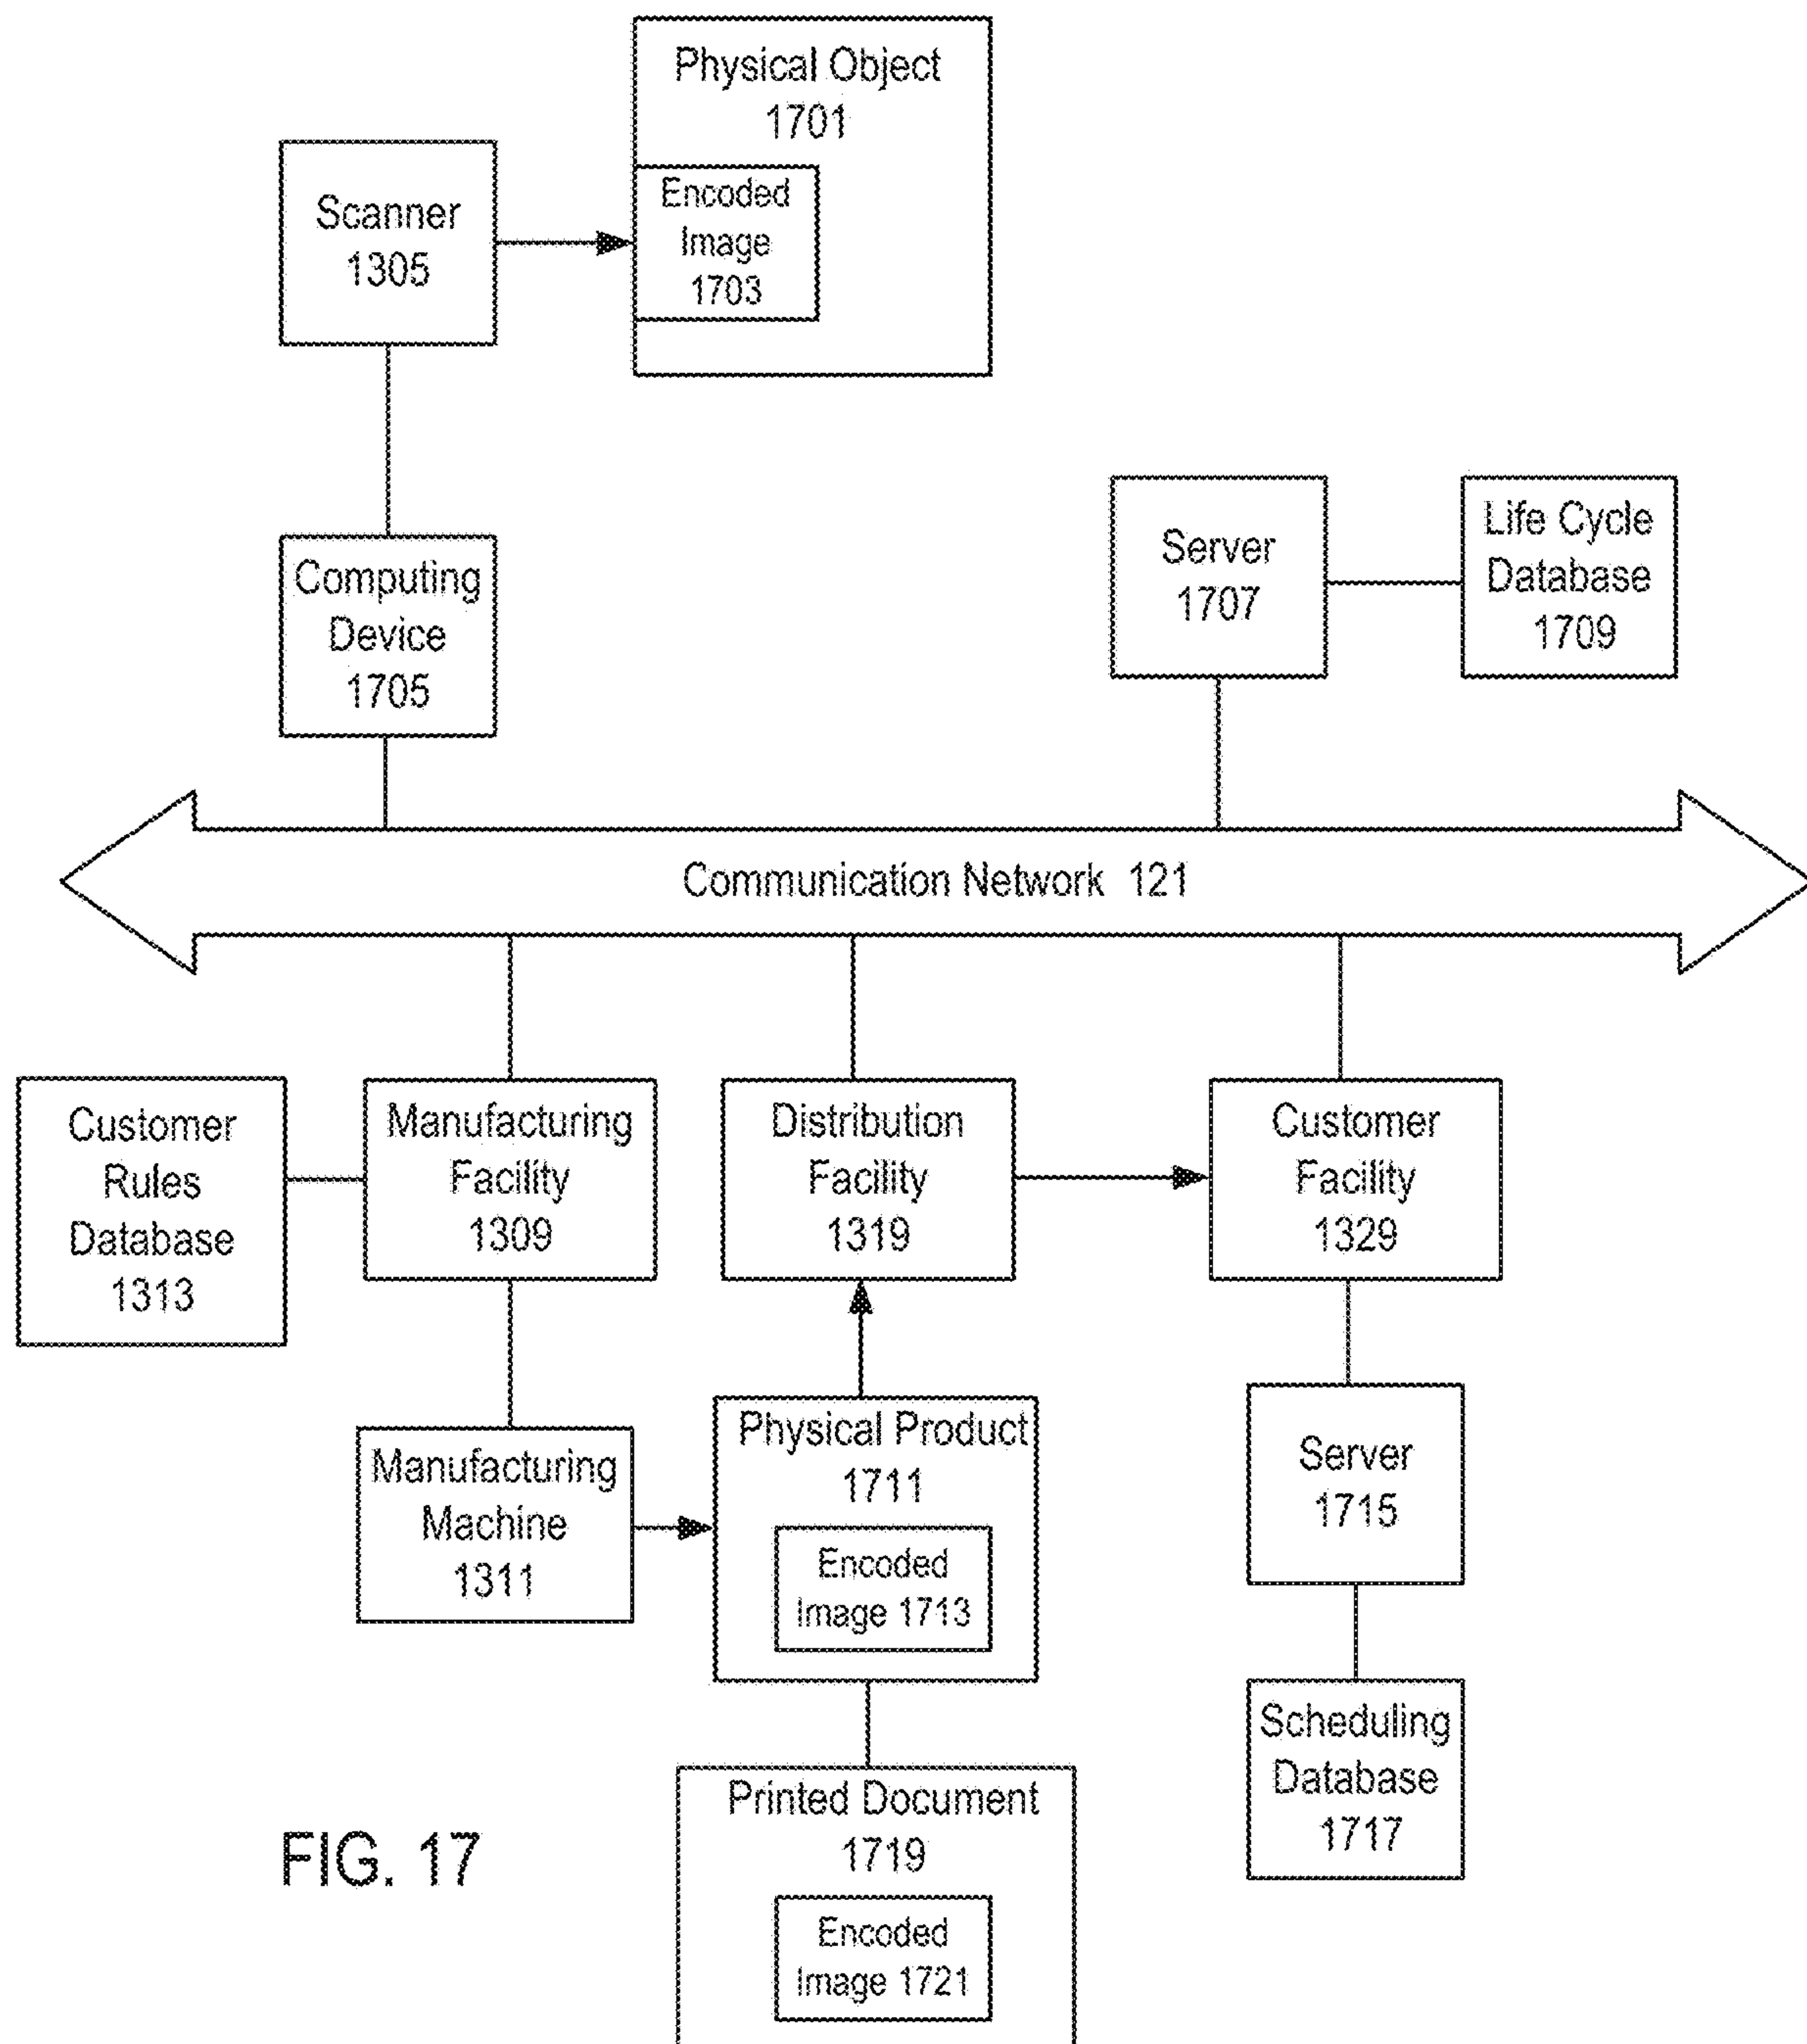 Physical Object
1701
Encoded
Image
1703
Scanner
1305
Computing
Device
1705
Server
1707
Life Cycle
Database
1709
Communication Network 121
Customer
Rules
Database
1313
Manufacturing
Facility
1309
Distribution
Facility
1319
Customer
Facility
1329
Manufacturing
Machine
1311
Physical Product
1711
Encoded
Image 1713
Server
1715
Scheduling
Database
1717
Printed Document
1719
Encoded
Image 1721
FIG. 17